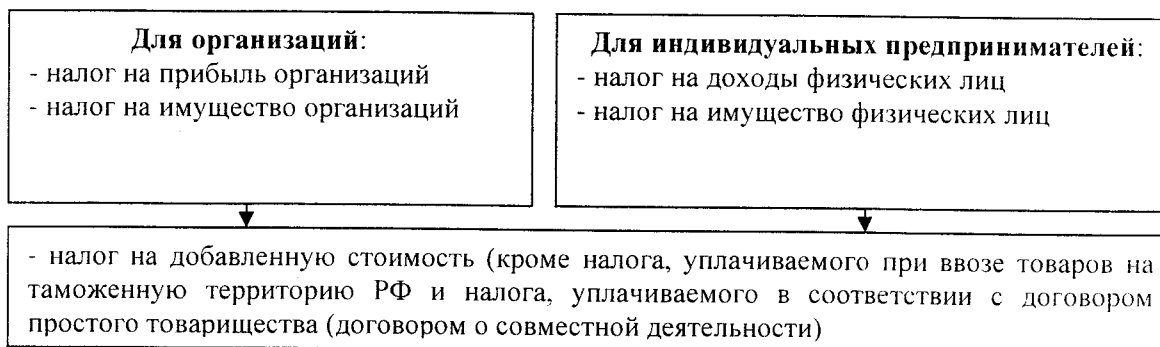 Для организаций:
- налог на прибыль организаций
- налог на имущество организаций
Для индивидуальных предпринимателей:
- налог на доходы физических лиц
- налог на имущество физических лиц
- налог на добавленную стоимость (кроме налога, уплачиваемого при ввозе товаров на
таможенную территорию РФ и налога, уплачиваемого в соответствии с договором
простого товарищества (договором о совместной деятельности)